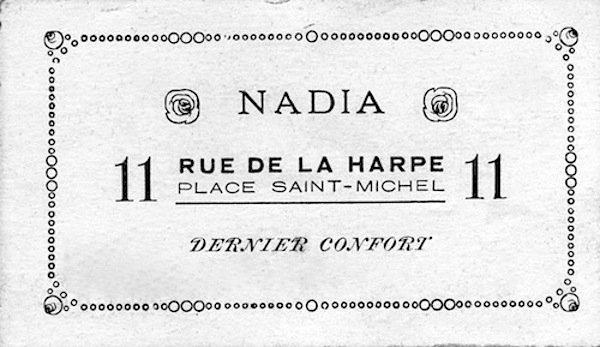 NADIA
11 RUE DE LA HARPE 11
PLACE SAINT-MICHEL
DERNIER CONFORT